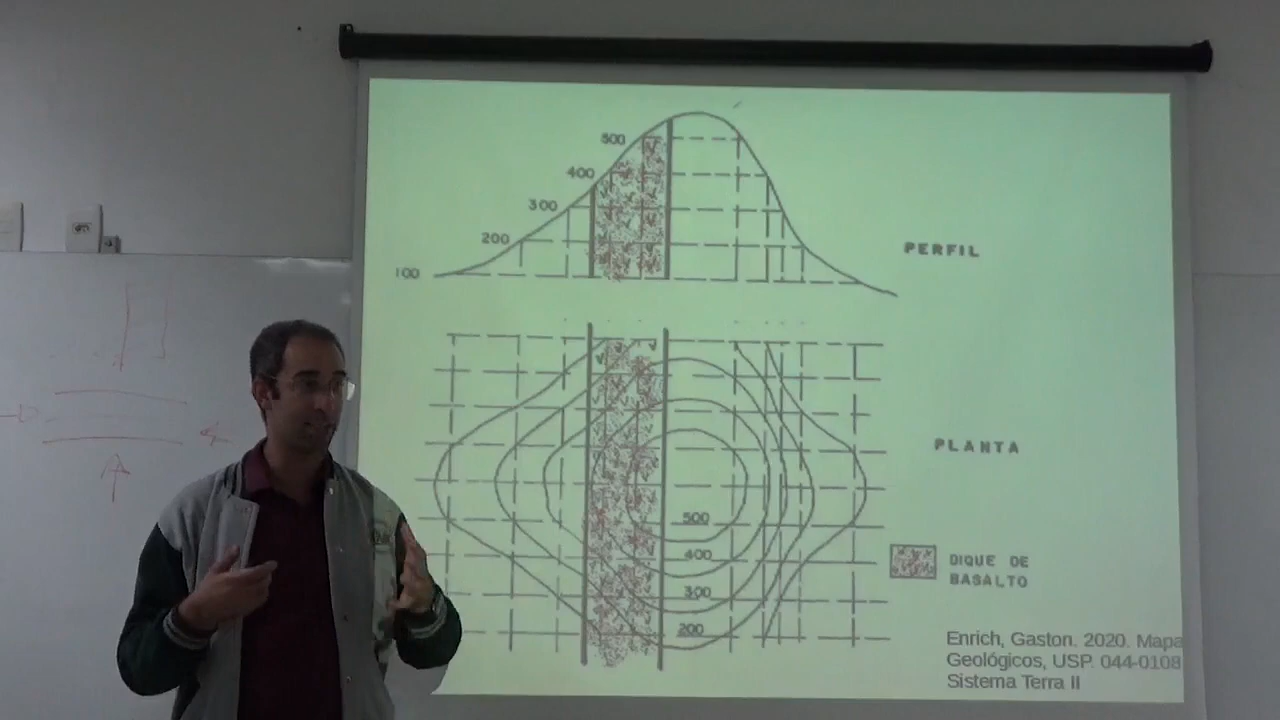 500
400
300
200
100
PERFIL
PLANTA
500
400
300
200
DIQUE DE
BASALTO
Enrich, Gaston. 2020. Mapa
Geológicos, USP. 044-0108
Sistema Terra II